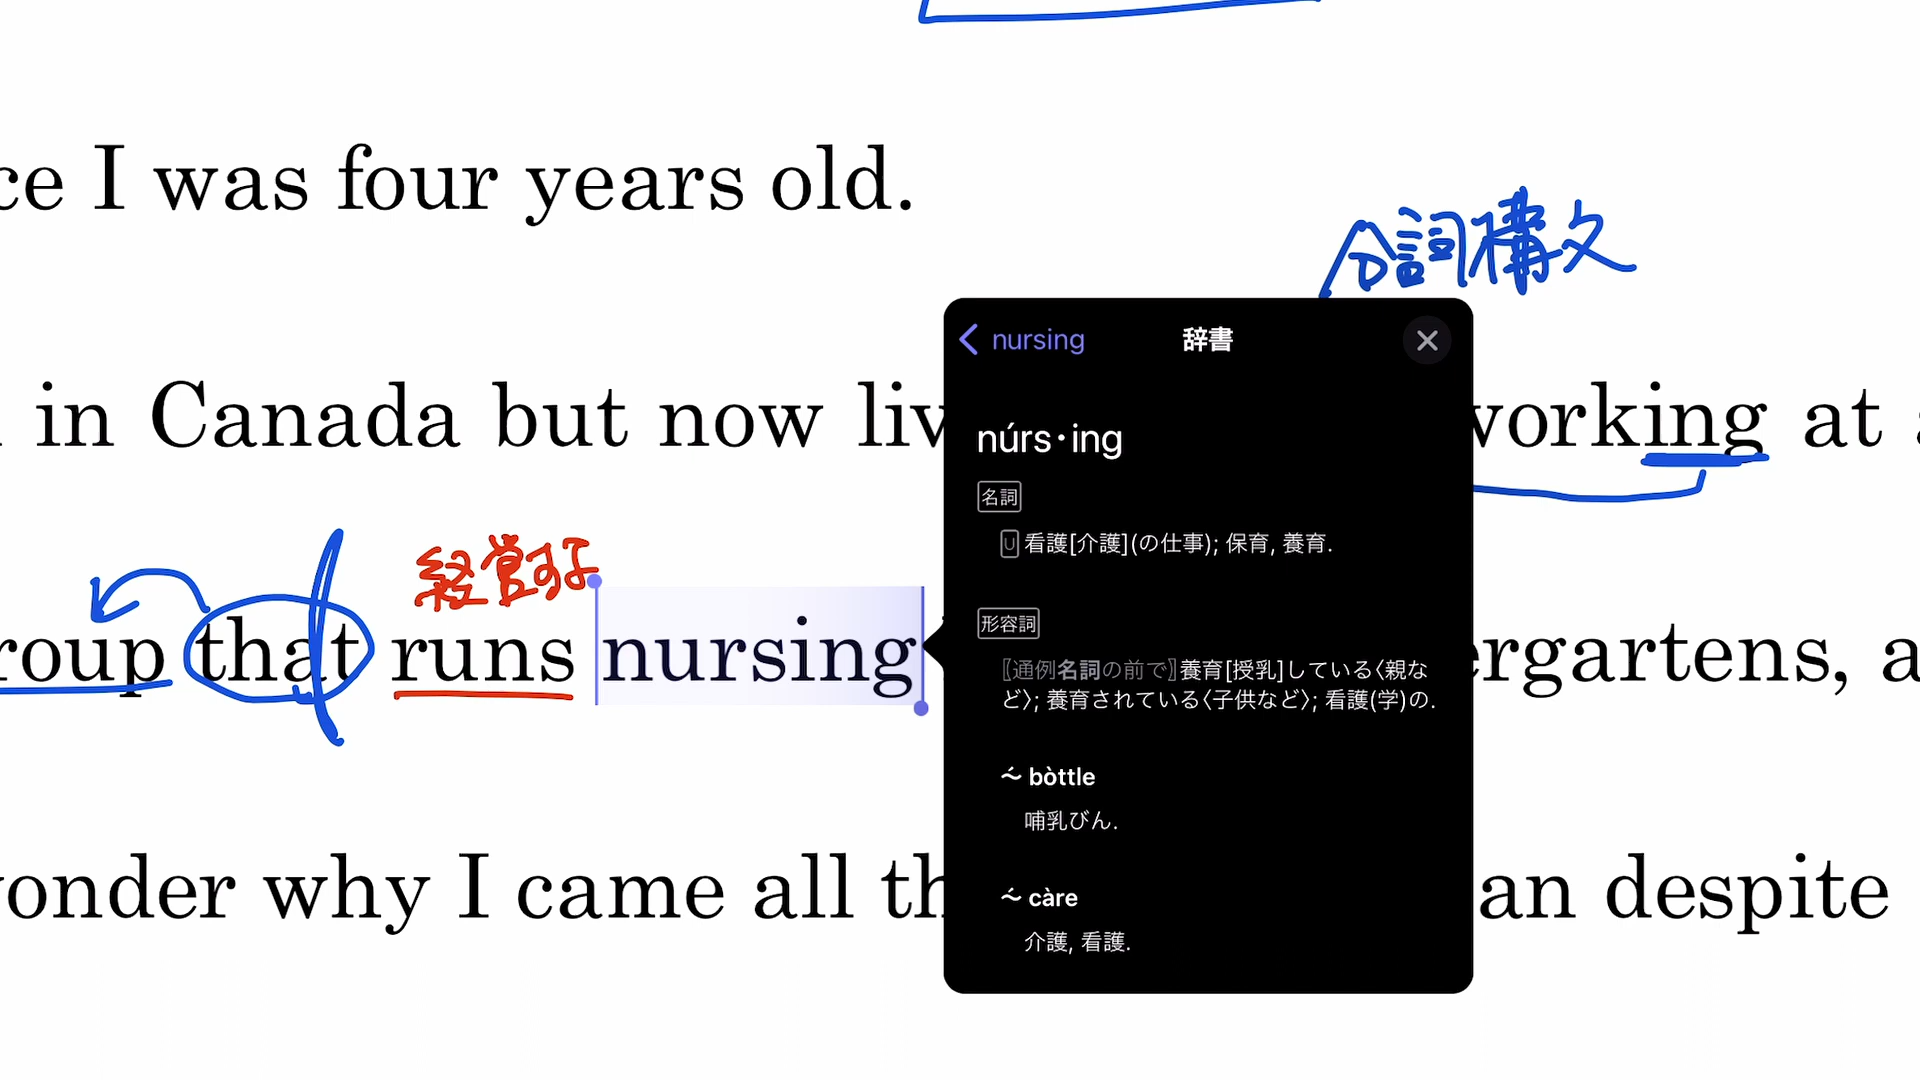 ce I was four years old.
分詞構文
in Canada but now liv working at
経営する
roup that runs nursing ergartens, a
onder why I came all th an despite
nursing
辞書
núrs・ing
名詞
U 看護[介護](の仕事); 保育, 養育.
形容詞
〖通例名詞の前で〗養育[授乳]している〈親な
ど〉; 養育されている〈子供など〉; 看護(学)の.
~́ bòttle
哺乳びん.
~́ càre
介護, 看護.